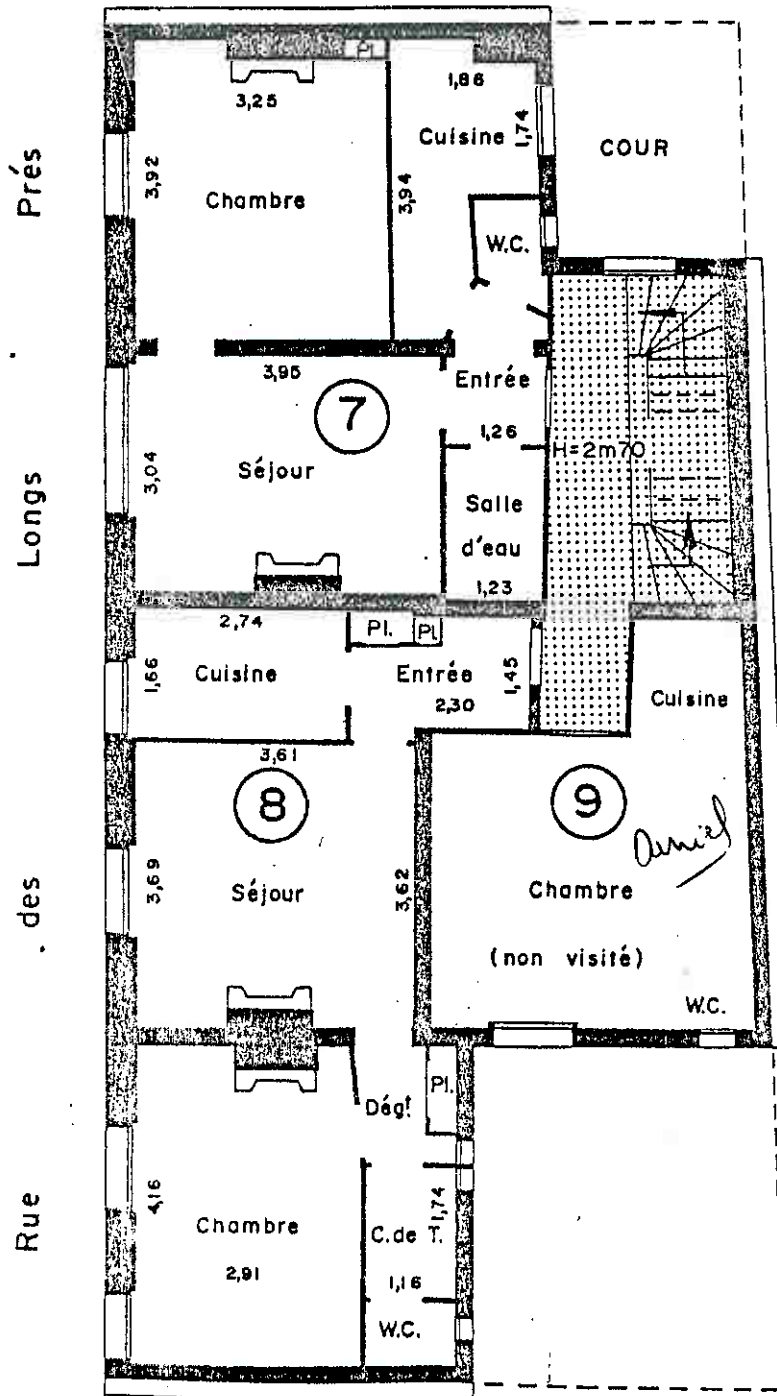 Rue des Longs Prés
Pl.
3,25
1,86
Cuisine
1,74
COUR
3,92
3,94
Chambre
W.C.
3,95
Entrée
7
1,26
H=2m70
3,04
Séjour
Salle
d'eau
1,23
2,74
Pl.
Pl.
1,66
Cuisine
Entrée
1,45
2,30
Cuisine
3,61
8
9
Daniel
3,69
Séjour
3,62
Chambre
(non visité)
W.C.
Pl.
Dégt.
4,16
1,74
Chambre
C. de T.
2,91
1,16
W.C.